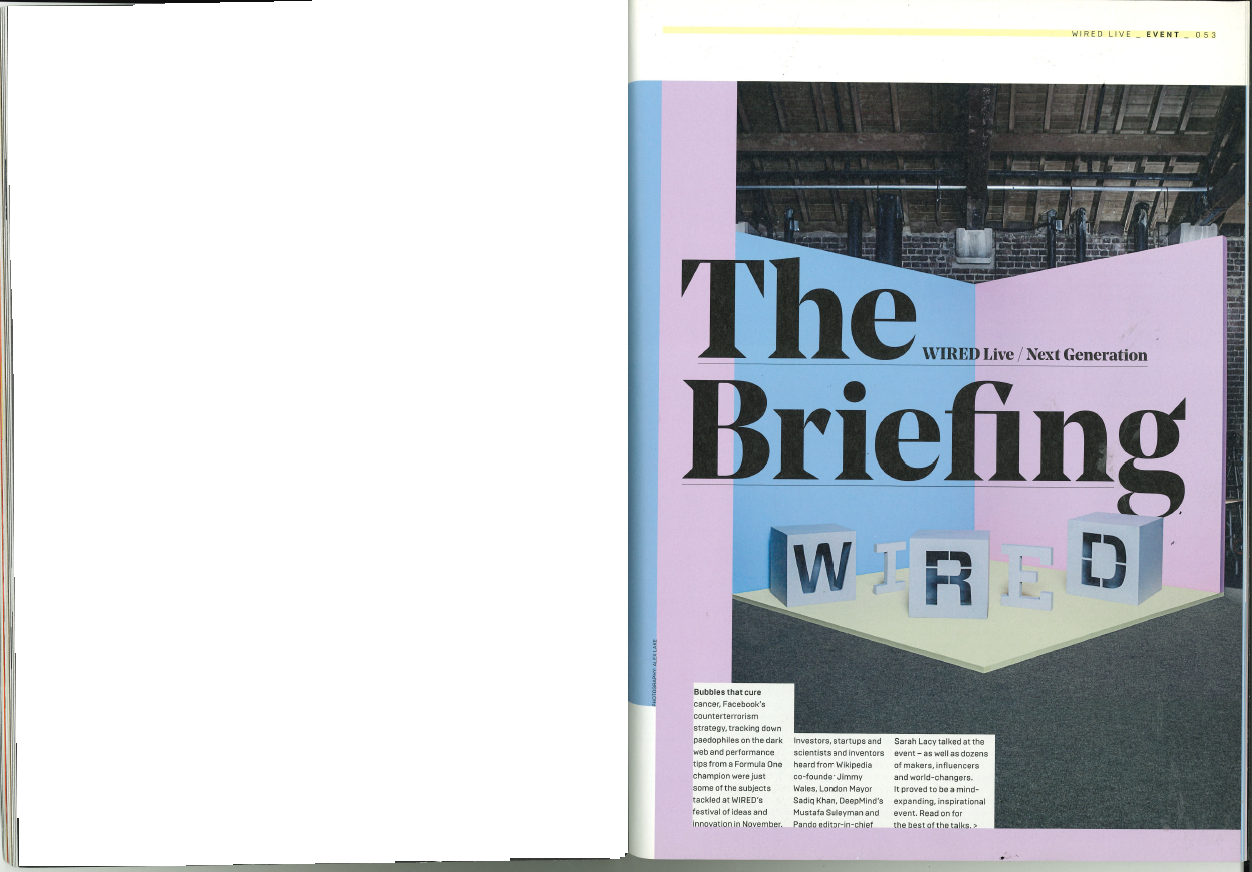 WIRED LIVE _ EVENT _ 053
The
WIRED Live / Next Generation
Briefing
WIRED
PHOTOGRAPHY: ALEX LAKE
Bubbles that cure
cancer, Facebook's
counterterrorism
strategy, tracking down
paedophiles on the dark
web and performance
tips from a Formula One
champion were just
some of the subjects
tackled at WIRED's
festival of ideas and
innovation in November.
Investors, startups and
scientists and inventors
heard from Wikipedia
co-founder Jimmy
Wales, London Mayor
Sadiq Khan, DeepMind's
Mustafa Suleyman and
Pando editor-in-chief
Sarah Lacy talked at the
event – as well as dozens
of makers, influencers
and world-changers.
It proved to be a mind-
expanding, inspirational
event. Read on for
the best of the talks. >